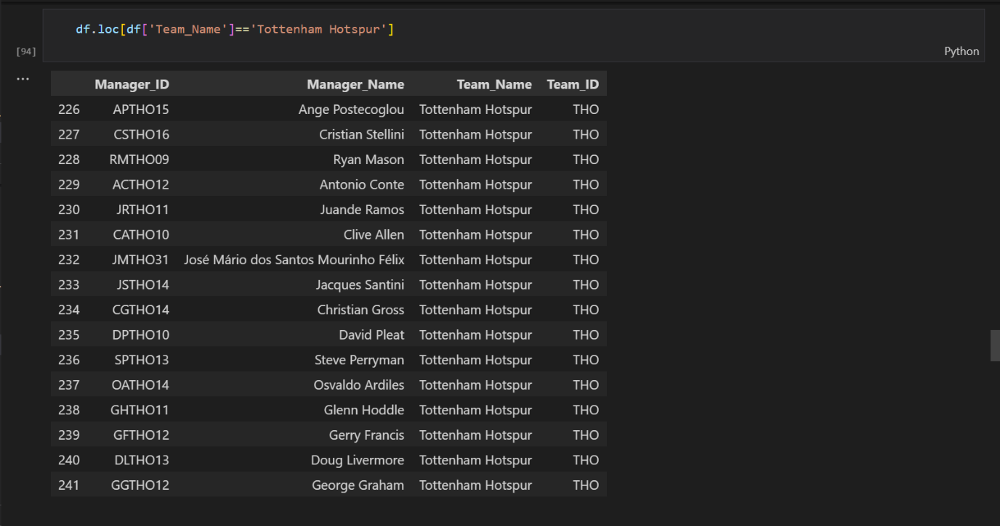 df.loc[df['Team_Name']=='Tottenham Hotspur']
[94]
Python
...
Manager_ID Manager_Name Team_Name Team_ID
226 APTHO15 Ange Postecoglou Tottenham Hotspur THO
227 CSTHO16 Cristian Stellini Tottenham Hotspur THO
228 RMTHO09 Ryan Mason Tottenham Hotspur THO
229 ACTHO12 Antonio Conte Tottenham Hotspur THO
230 JRTHO11 Juande Ramos Tottenham Hotspur THO
231 CATHO10 Clive Allen Tottenham Hotspur THO
232 JMTHO31 José Mário dos Santos Mourinho Félix Tottenham Hotspur THO
233 JSTHO14 Jacques Santini Tottenham Hotspur THO
234 CGTHO14 Christian Gross Tottenham Hotspur THO
235 DPTHO10 David Pleat Tottenham Hotspur THO
236 SPTHO13 Steve Perryman Tottenham Hotspur THO
237 OATHO14 Osvaldo Ardiles Tottenham Hotspur THO
238 GHTHO11 Glenn Hoddle Tottenham Hotspur THO
239 GFTHO12 Gerry Francis Tottenham Hotspur THO
240 DLTHO13 Doug Livermore Tottenham Hotspur THO
241 GGTHO12 George Graham Tottenham Hotspur THO